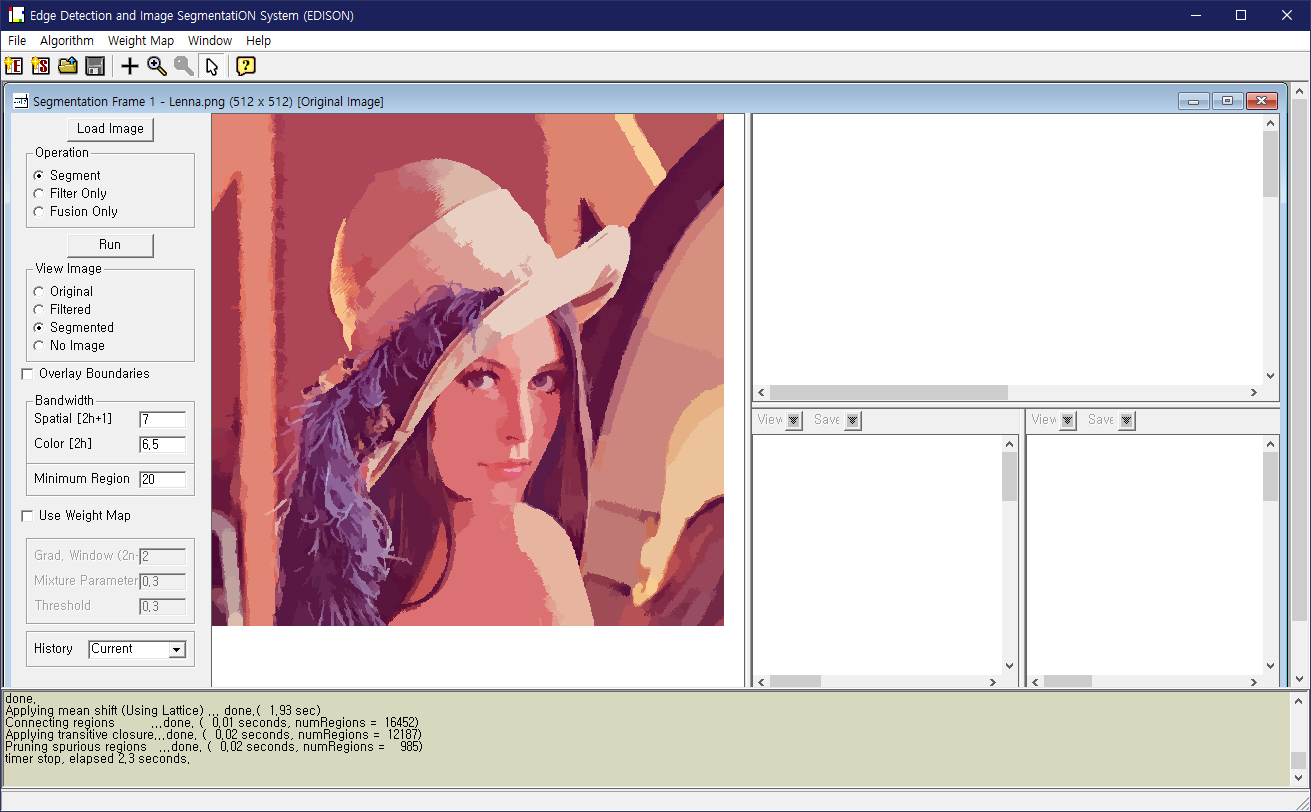 Edge Detection and Image SegmentatiON System (EDISON)
File Algorithm Weight Map Window Help
Segmentation Frame 1 - Lenna.png (512 x 512) [Original Image]
Load Image
Operation
Segment
Filter Only
Fusion Only
Run
View Image
Original
Filtered
Segmented
No Image
Overlay Boundaries
Bandwidth
Spatial [2h+1] 7
Color [2h] 6,5
Minimum Region 20
Use Weight Map
Grad, Window (2n- 2
Mixture Parameter 0,3
Threshold 0,3
History Current
View Save View Save
done,
Applying mean shift (Using Lattice) ... done,( 1,93 sec)
Connecting regions ...done, ( 0,01 seconds, numRegions = 16452)
Applying transitive closure...done, ( 0,02 seconds, numRegions = 12187)
Pruning spurious regions ...done, ( 0,02 seconds, numRegions = 985)
timer stop, elapsed 2,3 seconds,